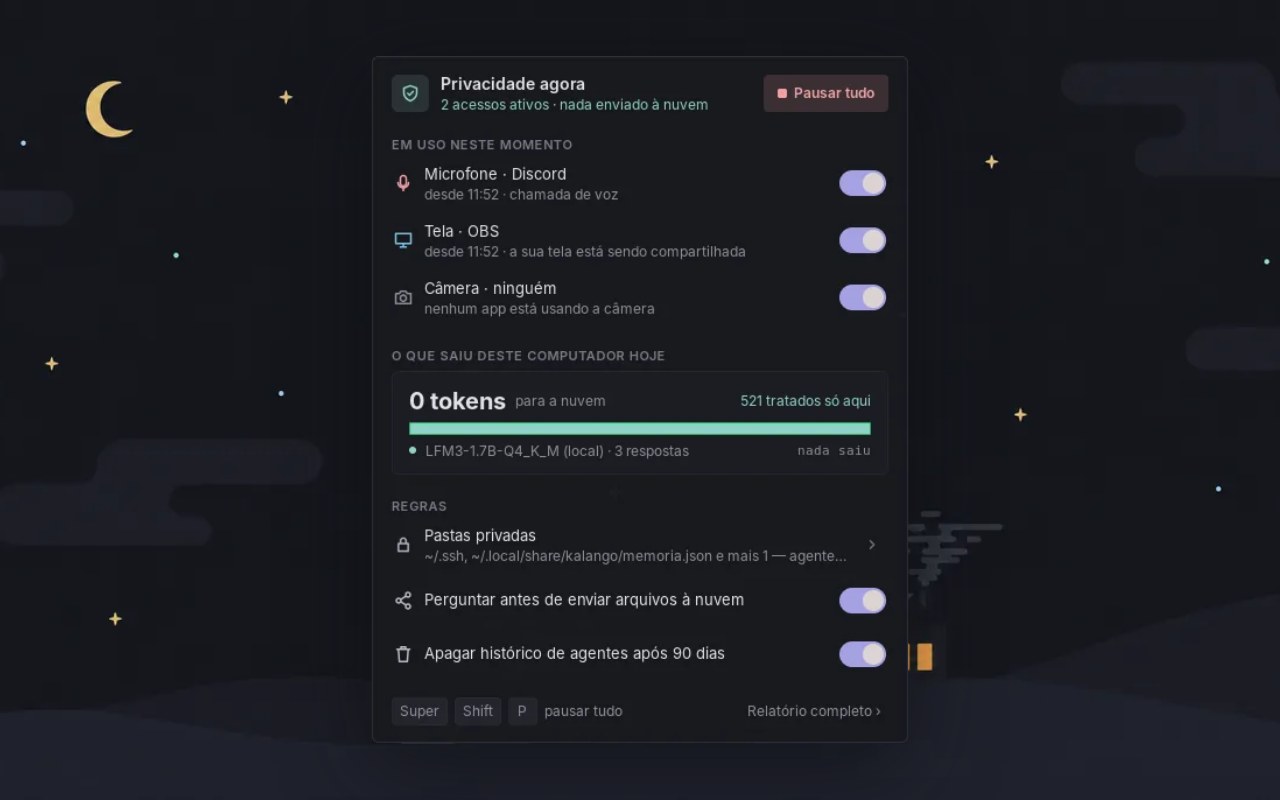 Privacidade agora
2 acessos ativos · nada enviado à nuvem
Pausar tudo
EM USO NESTE MOMENTO
Microfone · Discord
desde 11:52 · chamada de voz
Tela · OBS
desde 11:52 · a sua tela está sendo compartilhada
Câmera · ninguém
nenhum app está usando a câmera
O QUE SAIU DESTE COMPUTADOR HOJE
0 tokens para a nuvem 521 tratados só aqui
LFM3-1.7B-Q4_K_M (local) · 3 respostas nada saiu
REGRAS
Pastas privadas
~/.ssh, ~/.local/share/kalango/memoria.json e mais 1 — agente...
Perguntar antes de enviar arquivos à nuvem
Apagar histórico de agentes após 90 dias
Super Shift P pausar tudo Relatório completo ›